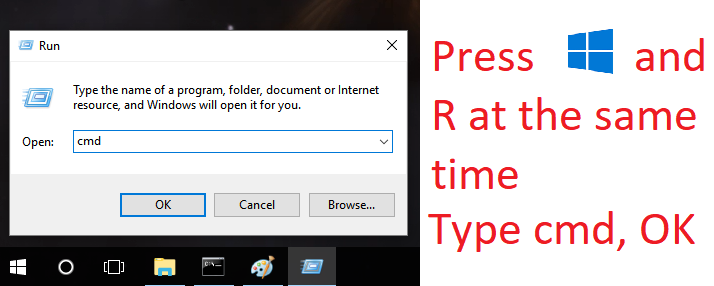 Run
Type the name of a program, folder, document or Internet
resource, and Windows will open it for you.
Open: cmd
OK Cancel Browse...
Press and
R at the same
time
Type cmd, OK